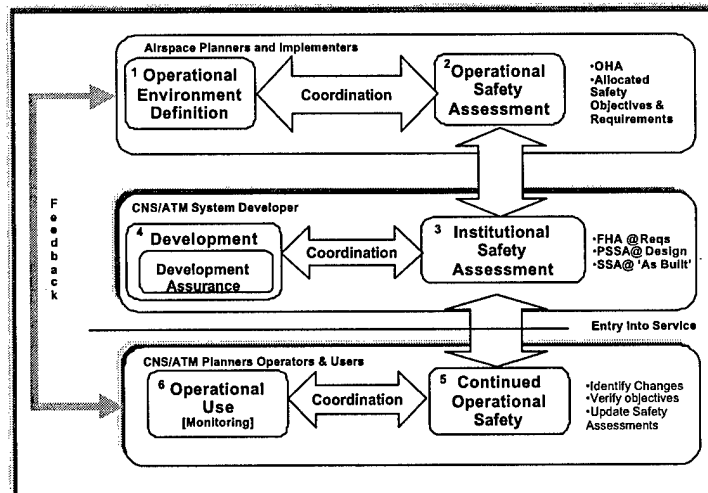 Airspace Planners and Implementers
1 Operational
Environment
Definition
Coordination
2 Operational
Safety
Assessment
•OHA
•Allocated
Safety
Objectives &
Requirements
Feedback
CNS/ATM System Developer
4 Development
Development
Assurance
Coordination
3 Institutional
Safety
Assessment
•FHA @Reqs
•PSSA@ Design
•SSA@ 'As Built'
Entry Into Service
CNS/ATM Planners Operators & Users
6 Operational
Use
[Monitoring]
Coordination
5 Continued
Operational
Safety
•Identify Changes
•Verify objectives
•Update Safety
Assessments